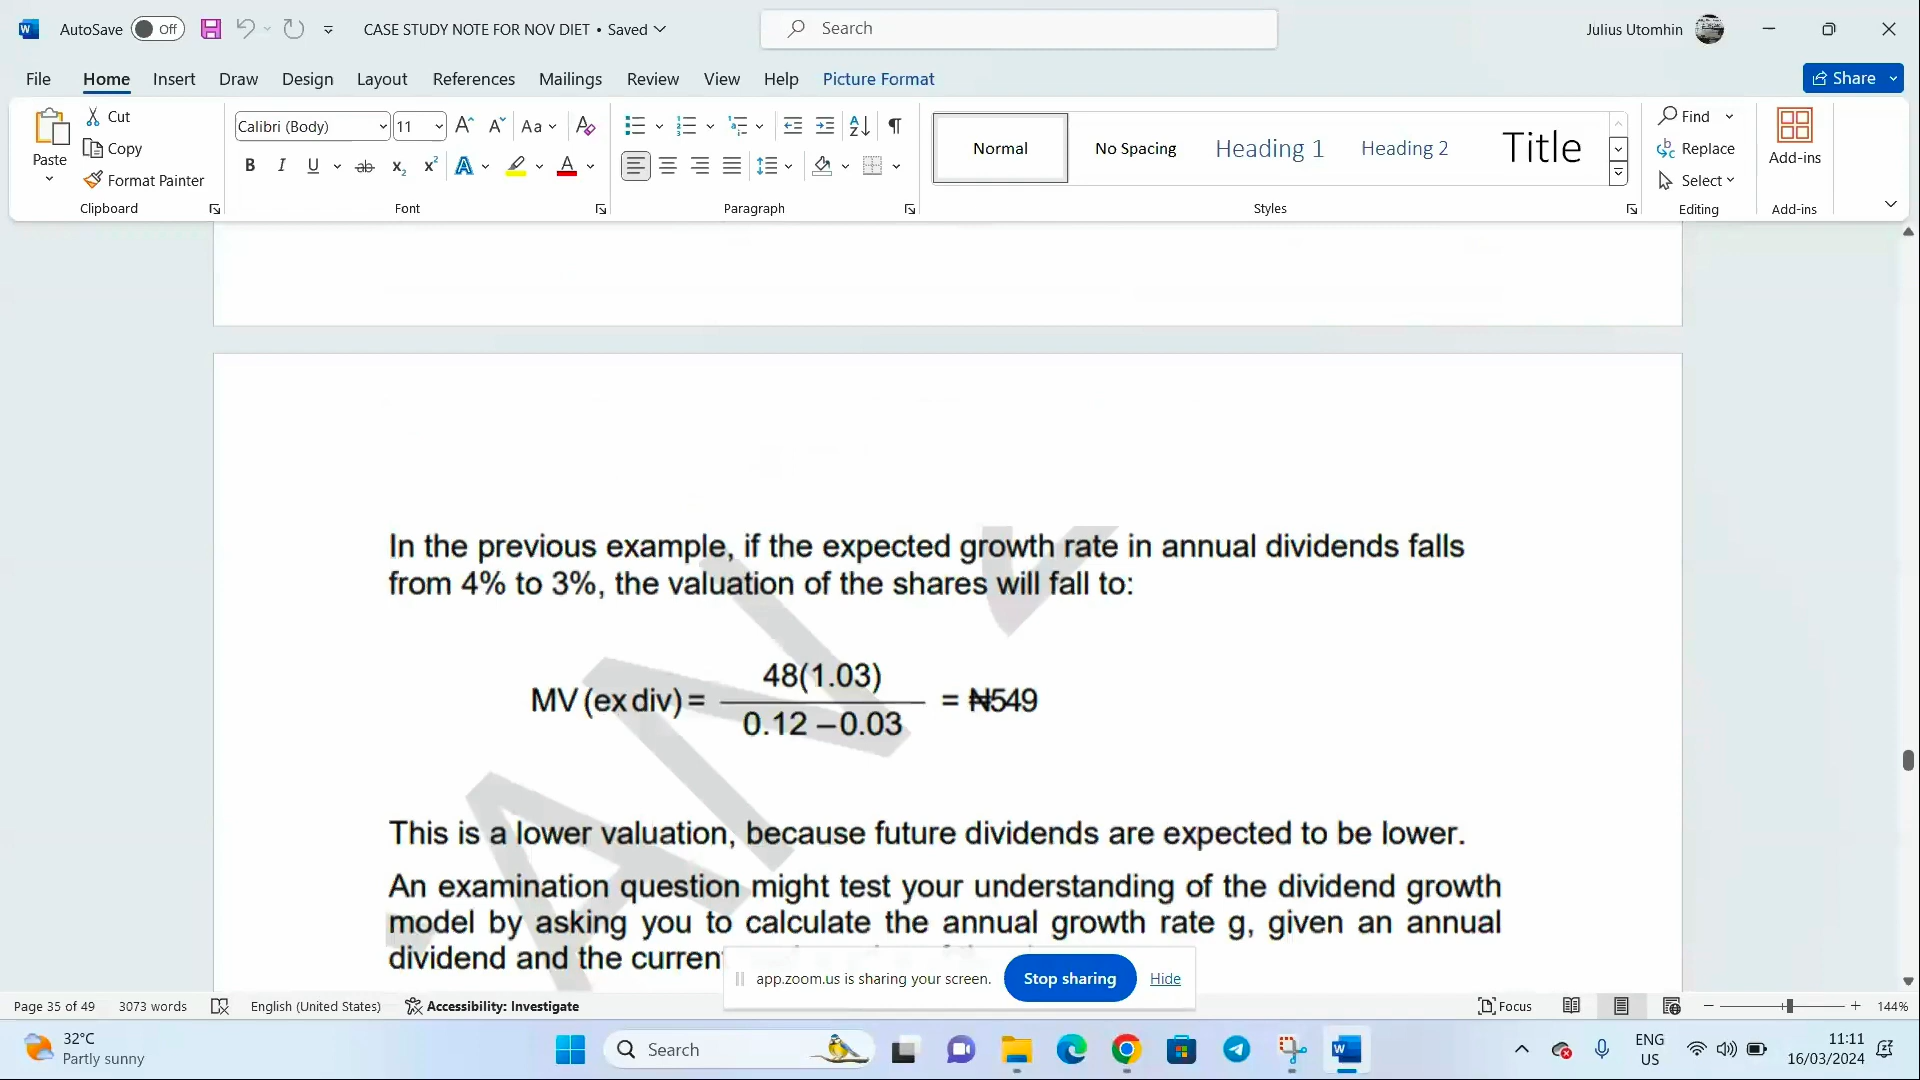 AutoSave Off CASE STUDY NOTE FOR NOV DIET • Saved Search Julius Utomhin
File Home Insert Draw Design Layout References Mailings Review View Help Picture Format Share
Paste Cut Copy Format Painter Clipboard
Calibri (Body) 11 Font
Paragraph
Normal No Spacing Heading 1 Heading 2 Title Styles
Find Replace Select Editing
Add-ins Add-ins
In the previous example, if the expected growth rate in annual dividends falls
from 4% to 3%, the valuation of the shares will fall to:
MV (ex div) = 48(1.03) / 0.12 – 0.03 = ₦549
This is a lower valuation, because future dividends are expected to be lower.
An examination question might test your understanding of the dividend growth
model by asking you to calculate the annual growth rate g, given an annual
dividend and the current
app.zoom.us is sharing your screen. Stop sharing Hide
Page 35 of 49 3073 words English (United States) Accessibility: Investigate Focus 144%
32°C
Partly sunny
Search
ENG
US
11:11
16/03/2024